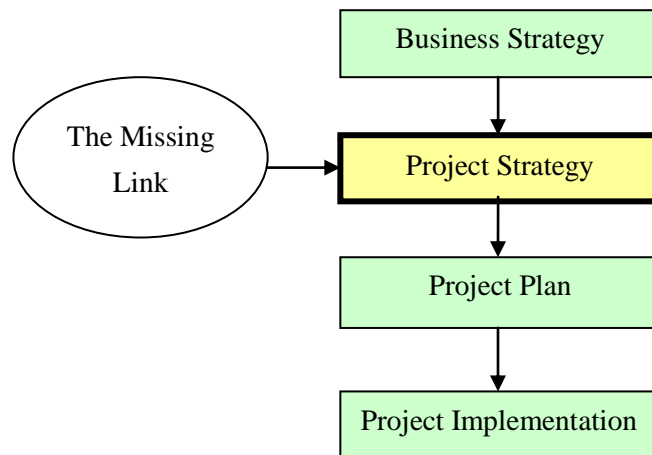 Business Strategy
The Missing
Link
Project Strategy
Project Plan
Project Implementation